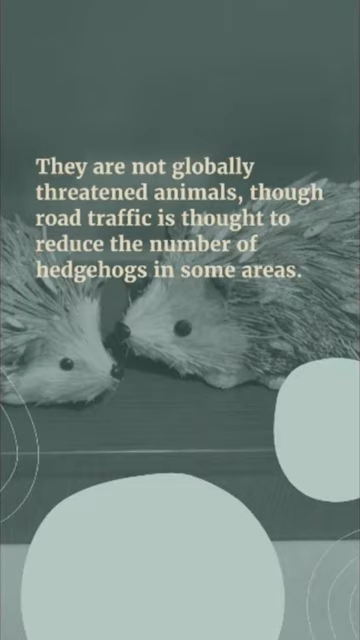 They are not globally
threatened animals, though
road traffic is thought to
reduce the number of
hedgehogs in some areas.